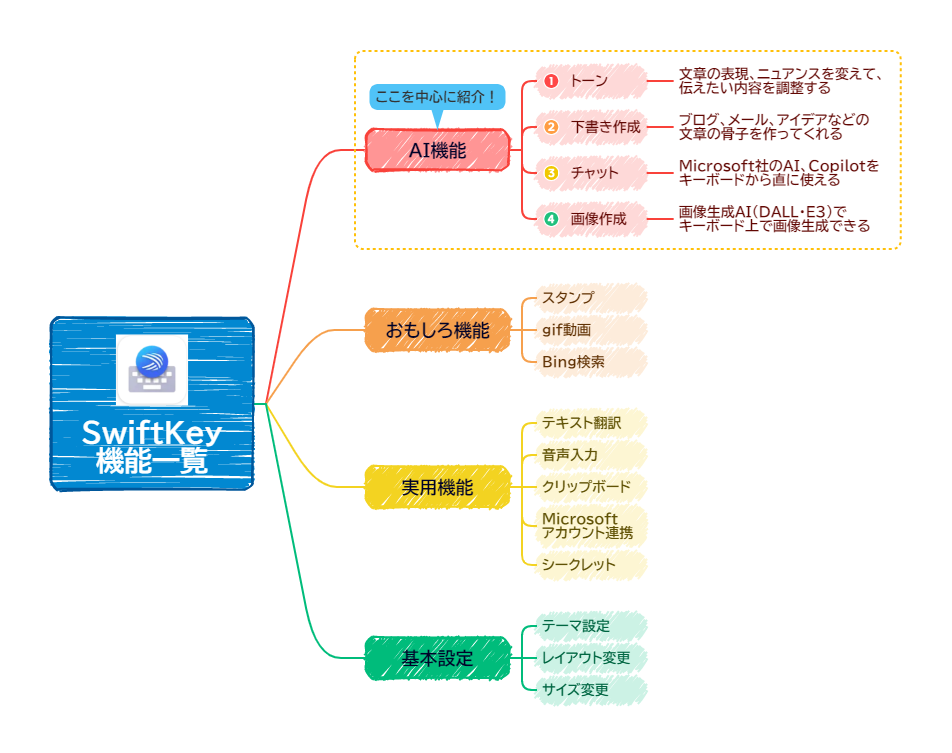 SwiftKey
機能一覧
ここを中心に紹介！
AI機能
1 トーン
文章の表現、ニュアンスを変えて、
伝えたい内容を調整する
2 下書き作成
ブログ、メール、アイデアなどの
文章の骨子を作ってくれる
3 チャット
Microsoft社のAI、Copilotを
キーボードから直に使える
4 画像作成
画像生成AI(DALL・E3)で
キーボード上で画像生成できる
おもしろ機能
スタンプ
gif動画
Bing検索
実用機能
テキスト翻訳
音声入力
クリップボード
Microsoft
アカウント連携
シークレット
基本設定
テーマ設定
レイアウト変更
サイズ変更